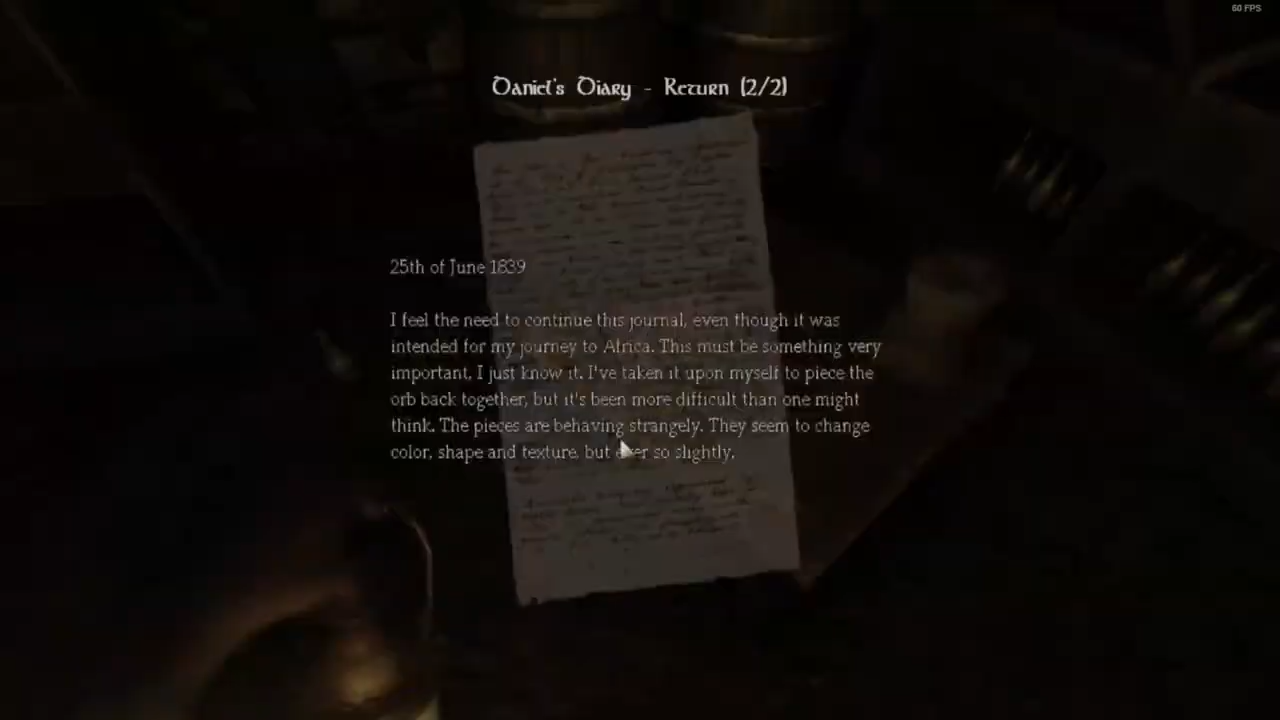 60 FPS
Daniel's Diary - Return (2/2)
25th of June 1839
I feel the need to continue this journal, even though it was
intended for my journey to Africa. This must be something very
important, I just know it. I've taken it upon myself to piece the
orb back together, but it's been more difficult than one might
think. The pieces are behaving strangely. They seem to change
color, shape and texture, but ever so slightly.